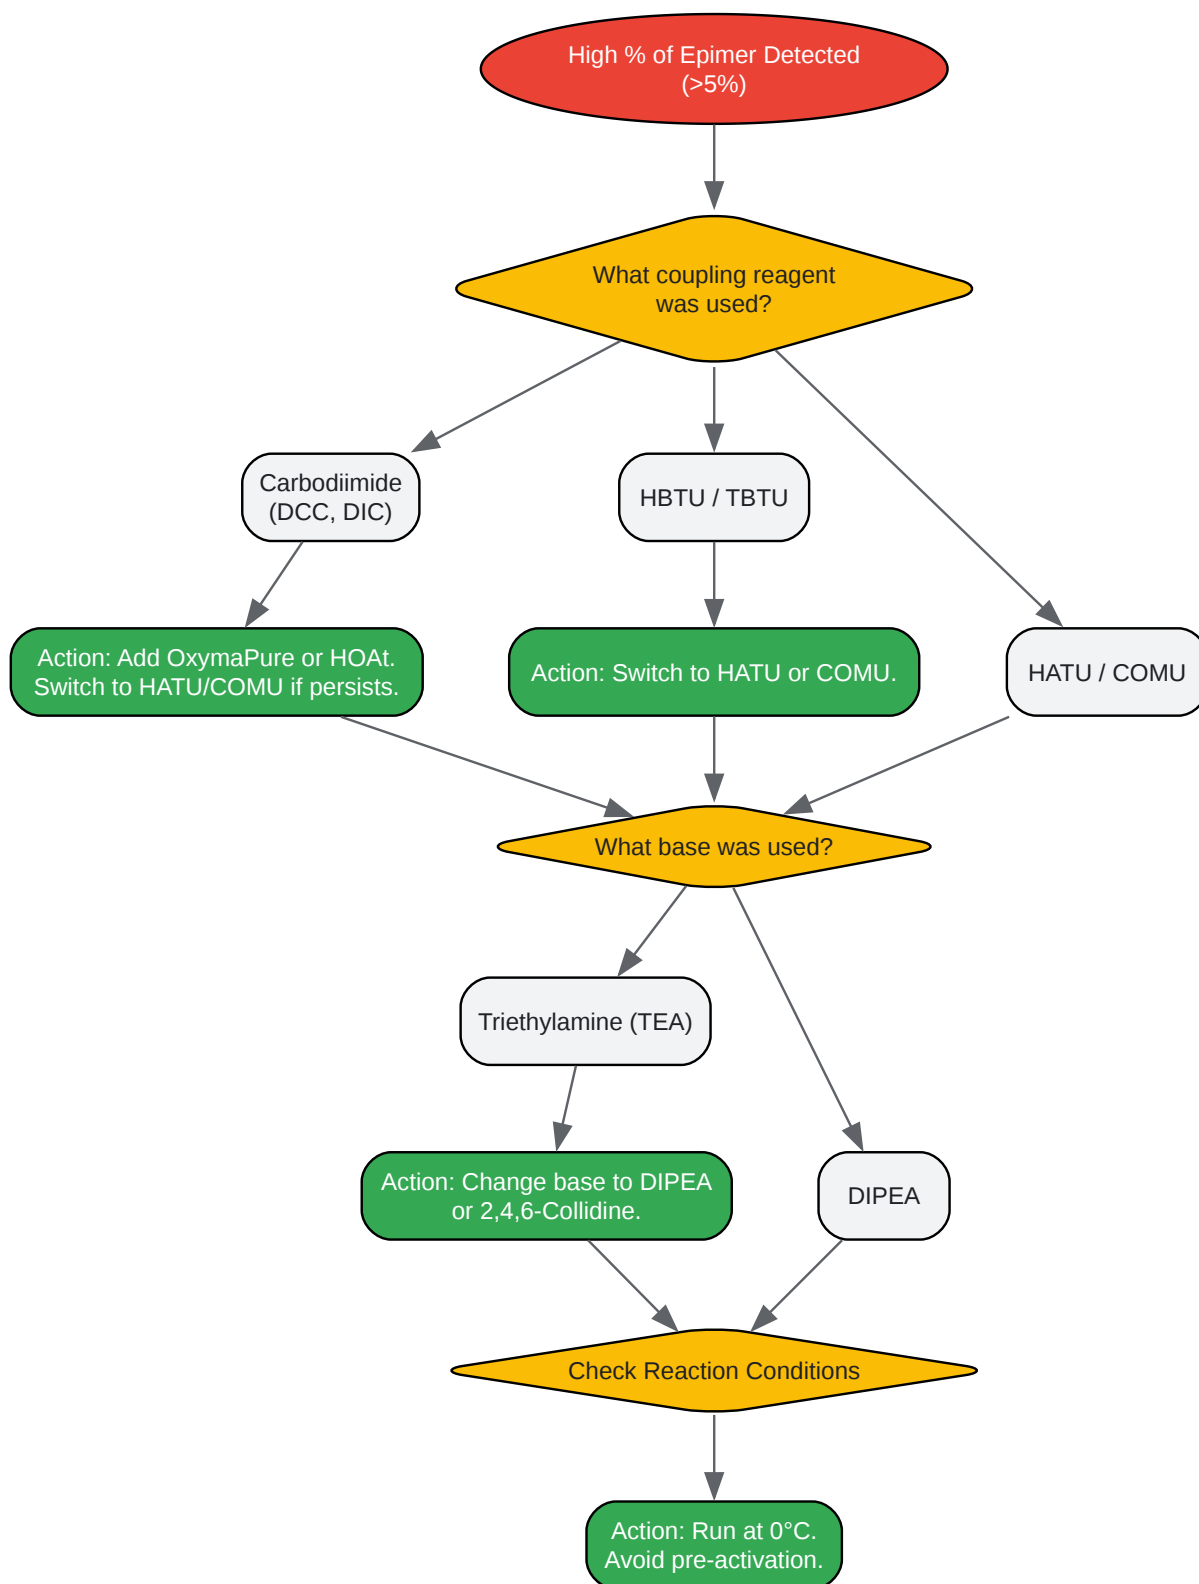 High % of Epimer Detected
(>5%)
What coupling reagent
was used?
Carbodiimide
(DCC, DIC)
HBTU / TBTU
Action: Add OxymaPure or HOAt.
Switch to HATU/COMU if persists.
Action: Switch to HATU or COMU.
HATU / COMU
What base was used?
Triethylamine (TEA)
Action: Change base to DIPEA
or 2,4,6-Collidine.
DIPEA
Check Reaction Conditions
Action: Run at 0°C.
Avoid pre-activation.